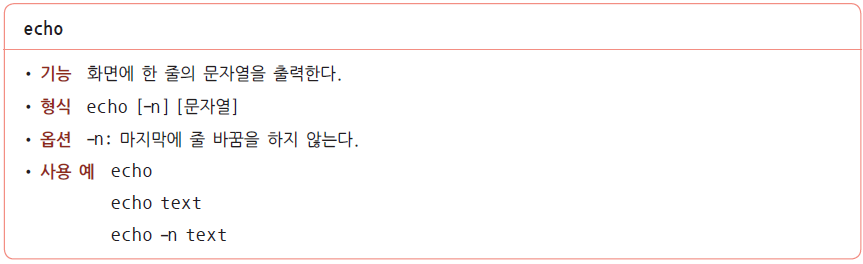 echo
• 기능 화면에 한 줄의 문자열을 출력한다.
• 형식 echo [-n] [문자열]
• 옵션 -n: 마지막에 줄 바꿈을 하지 않는다.
• 사용 예 echo
echo text
echo -n text